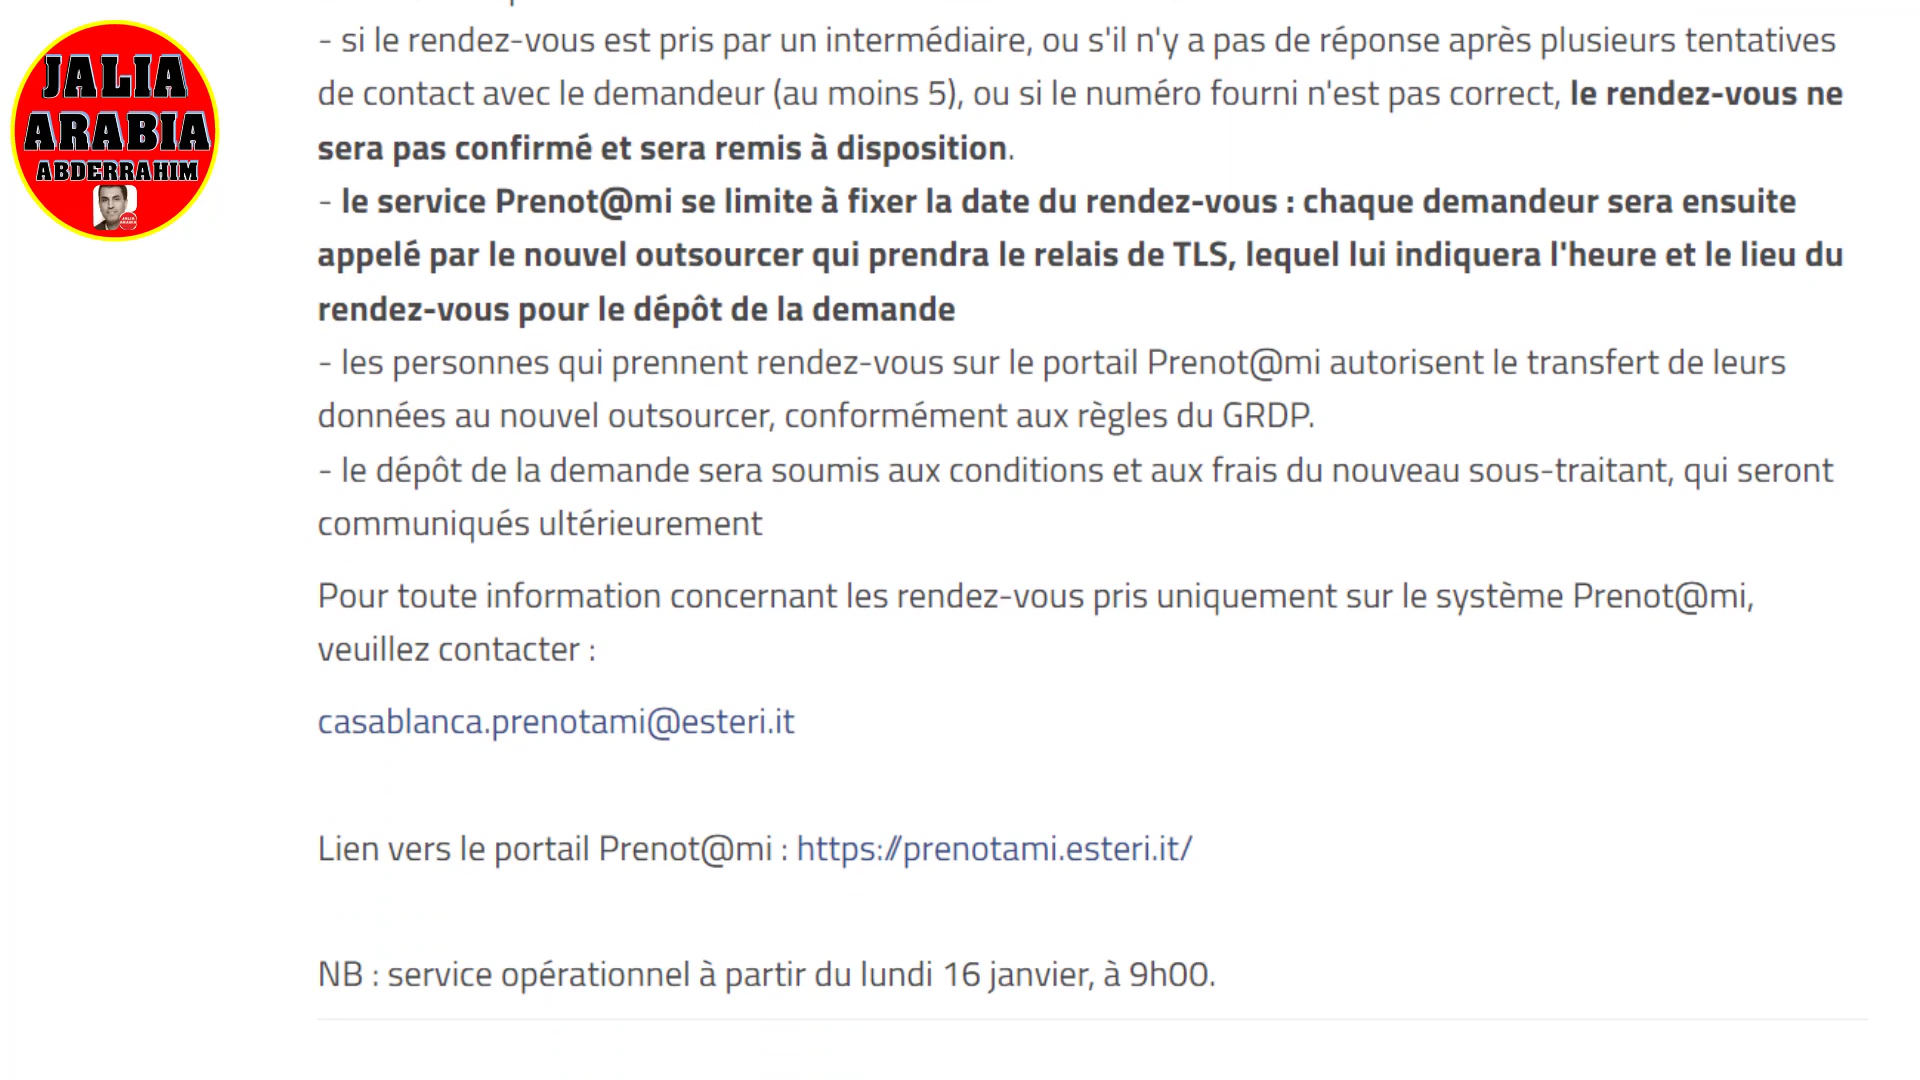 JALIA
ARABIA
ABDERRAHIM
- si le rendez-vous est pris par un intermédiaire, ou s'il n'y a pas de réponse après plusieurs tentatives
de contact avec le demandeur (au moins 5), ou si le numéro fourni n'est pas correct, le rendez-vous ne
sera pas confirmé et sera remis à disposition.
- le service Prenot@mi se limite à fixer la date du rendez-vous : chaque demandeur sera ensuite
appelé par le nouvel outsourcer qui prendra le relais de TLS, lequel lui indiquera l'heure et le lieu du
rendez-vous pour le dépôt de la demande
- les personnes qui prennent rendez-vous sur le portail Prenot@mi autorisent le transfert de leurs
données au nouvel outsourcer, conformément aux règles du GRDP.
- le dépôt de la demande sera soumis aux conditions et aux frais du nouveau sous-traitant, qui seront
communiqués ultérieurement
Pour toute information concernant les rendez-vous pris uniquement sur le système Prenot@mi,
veuillez contacter :
casablanca.prenotami@esteri.it
Lien vers le portail Prenot@mi : https://prenotami.esteri.it/
NB : service opérationnel à partir du lundi 16 janvier, à 9h00.